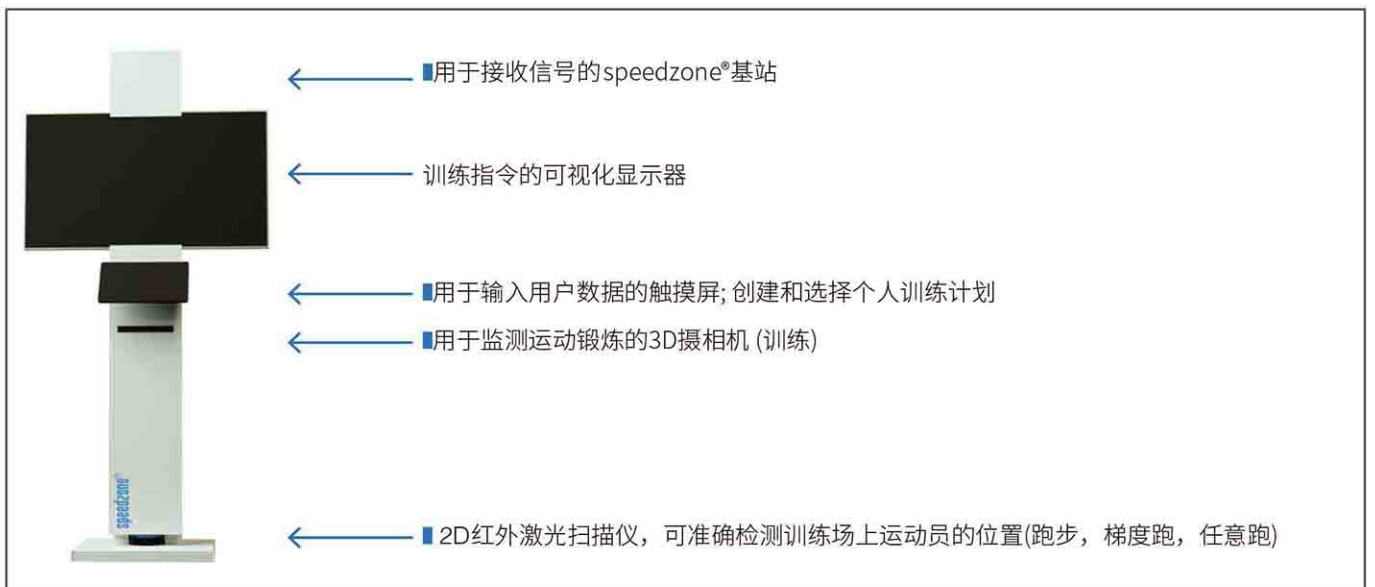 用于接收信号的speedzone®基站
训练指令的可视化显示器
用于输入用户数据的触摸屏; 创建和选择个人训练计划
用于监测运动锻炼的3D摄相机 (训练)
speedzone®
2D红外激光扫描仪，可准确检测训练场上运动员的位置(跑步，梯度跑，任意跑)